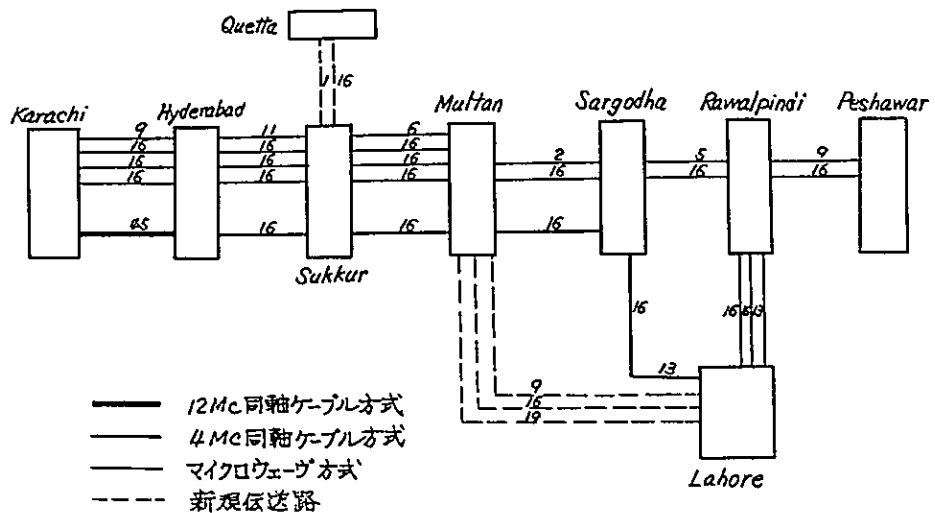 Quetta
1 16
Karachi
Hyderabad
Multan
Sargodha
Rawalpindi
Peshawar
9 11 6
16 16 16
16 16 16 2 5 9
16 16 16 16 16 16
45 16 16 16
Sukkur
16
16 16 13
13
9
16
19
Lahore
12Mc同軸ケーブル方式
4Mc同軸ケーブル方式
マイクロウェーヴ方式
新規伝送路